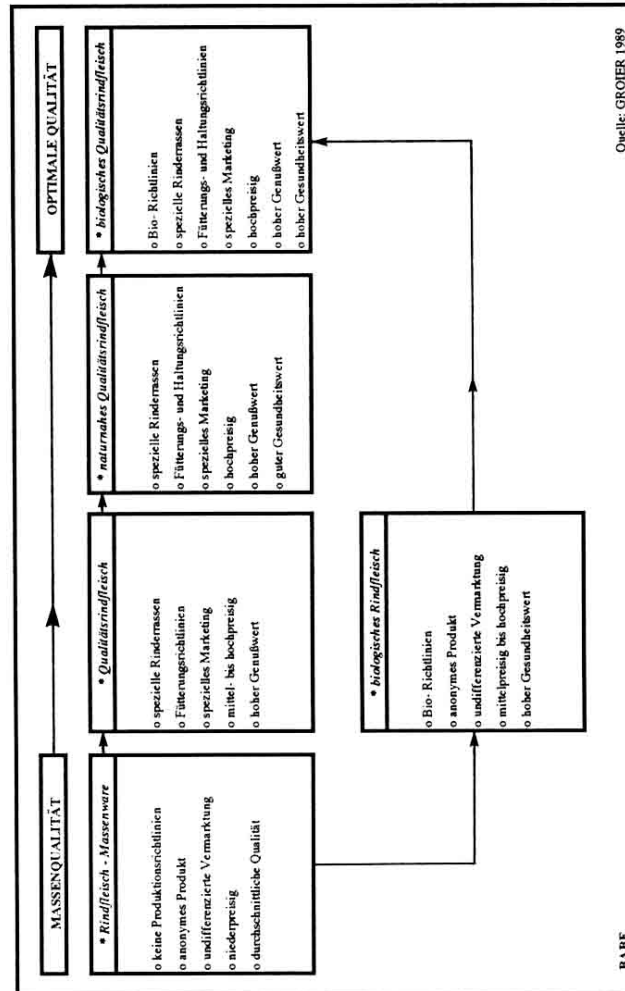 MASSENQUALITÄT
OPTIMALE QUALITÄT
* Rindfleisch - Massenware
o keine Produktionsrichtlinien
o anonymes Produkt
o undifferenzierte Vermarktung
o niederpreisig
o durchschnittliche Qualität
* Qualitätsrindfleisch
o spezielle Rinderrassen
o Fütterungsrichtlinien
o spezielles Marketing
o mittel- bis hochpreisig
o hoher Genußwert
* naturnahes Qualitätsrindfleisch
o spezielle Rinderrassen
o Fütterungs- und Haltungsrichtlinien
o spezielles Marketing
o hochpreisig
o hoher Genußwert
o guter Gesundheitswert
* biologisches Qualitätsrindfleisch
o Bio- Richtlinien
o spezielle Rinderrassen
o Fütterungs- und Haltungsrichtlinien
o spezielles Marketing
o hochpreisig
o hoher Genußwert
o hoher Gesundheitswert
* biologisches Rindfleisch
o Bio- Richtlinien
o anonymes Produkt
o undifferenzierte Vermarktung
o mittelpreisig bis hochpreisig
o hoher Gesundheitswert
Quelle: GROIER 1989